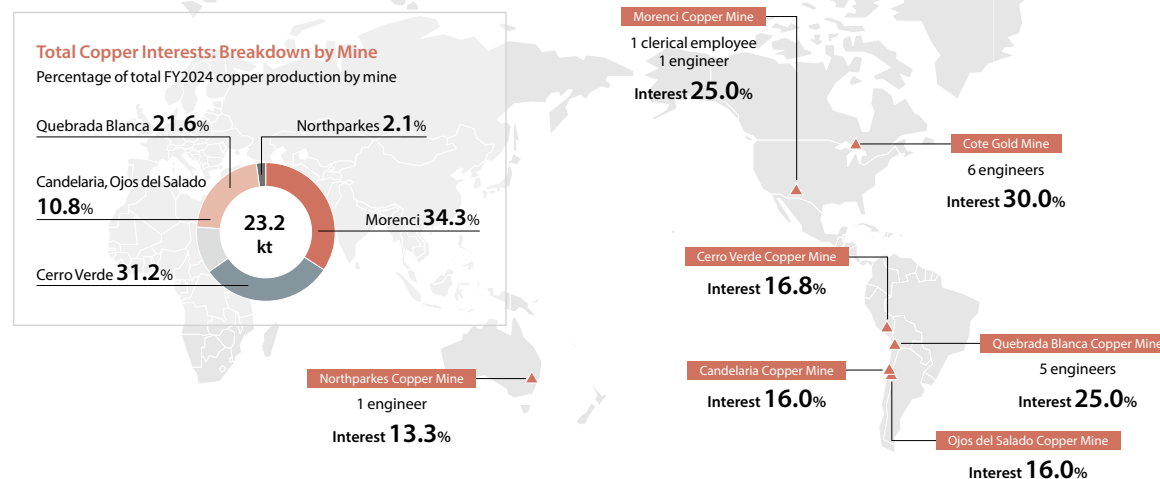 Total Copper Interests: Breakdown by Mine
Percentage of total FY2024 copper production by mine
Quebrada Blanca 21.6%
Northparkes 2.1%
Candelaria, Ojos del Salado
10.8%
23.2
kt
Morenci 34.3%
Cerro Verde 31.2%
Morenci Copper Mine
1 clerical employee
1 engineer
Interest 25.0%
Cote Gold Mine
6 engineers
Interest 30.0%
Cerro Verde Copper Mine
Interest 16.8%
Quebrada Blanca Copper Mine
5 engineers
Interest 25.0%
Candelaria Copper Mine
Interest 16.0%
Ojos del Salado Copper Mine
Interest 16.0%
Northparkes Copper Mine
1 engineer
Interest 13.3%